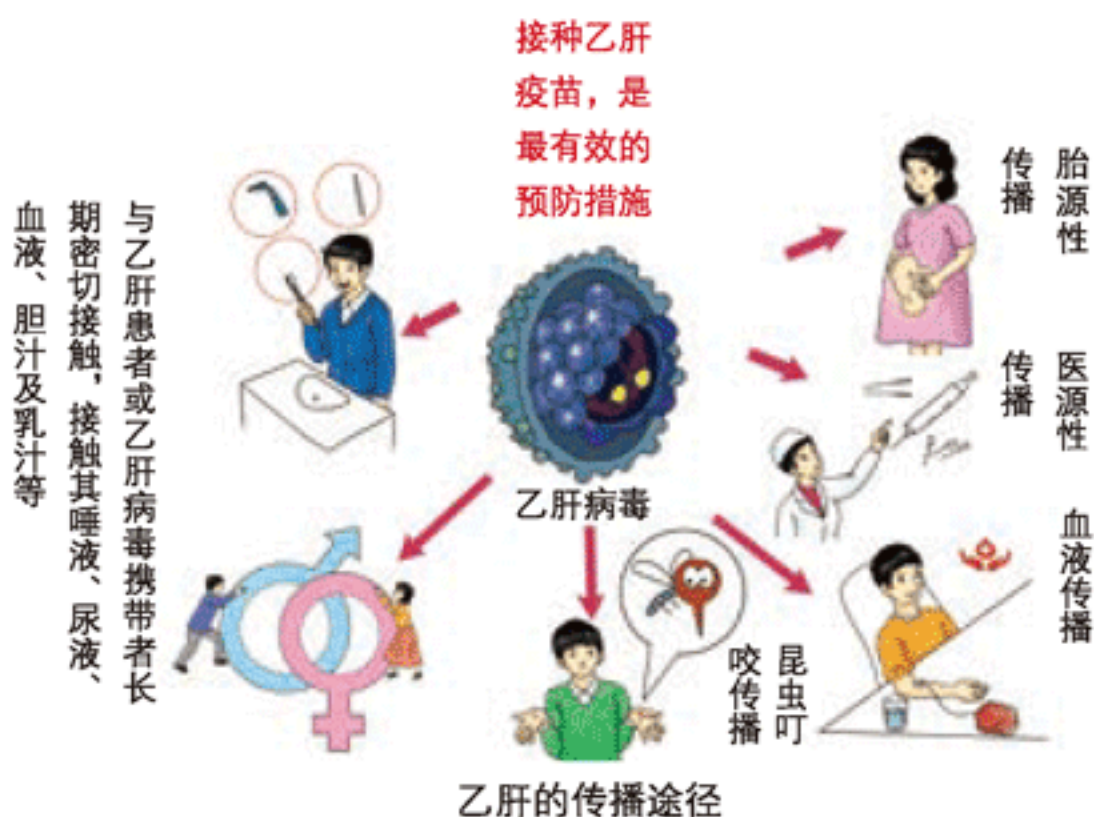 接种乙肝
疫苗，是
最有效的
预防措施
胎源性
传播
医源性
传播
血液传播
昆虫叮
咬传播
与乙肝患者或乙肝病毒携带者长
期密切接触，接触其唾液、尿液、
血液、胆汁及乳汁等
乙肝病毒
乙肝的传播途径